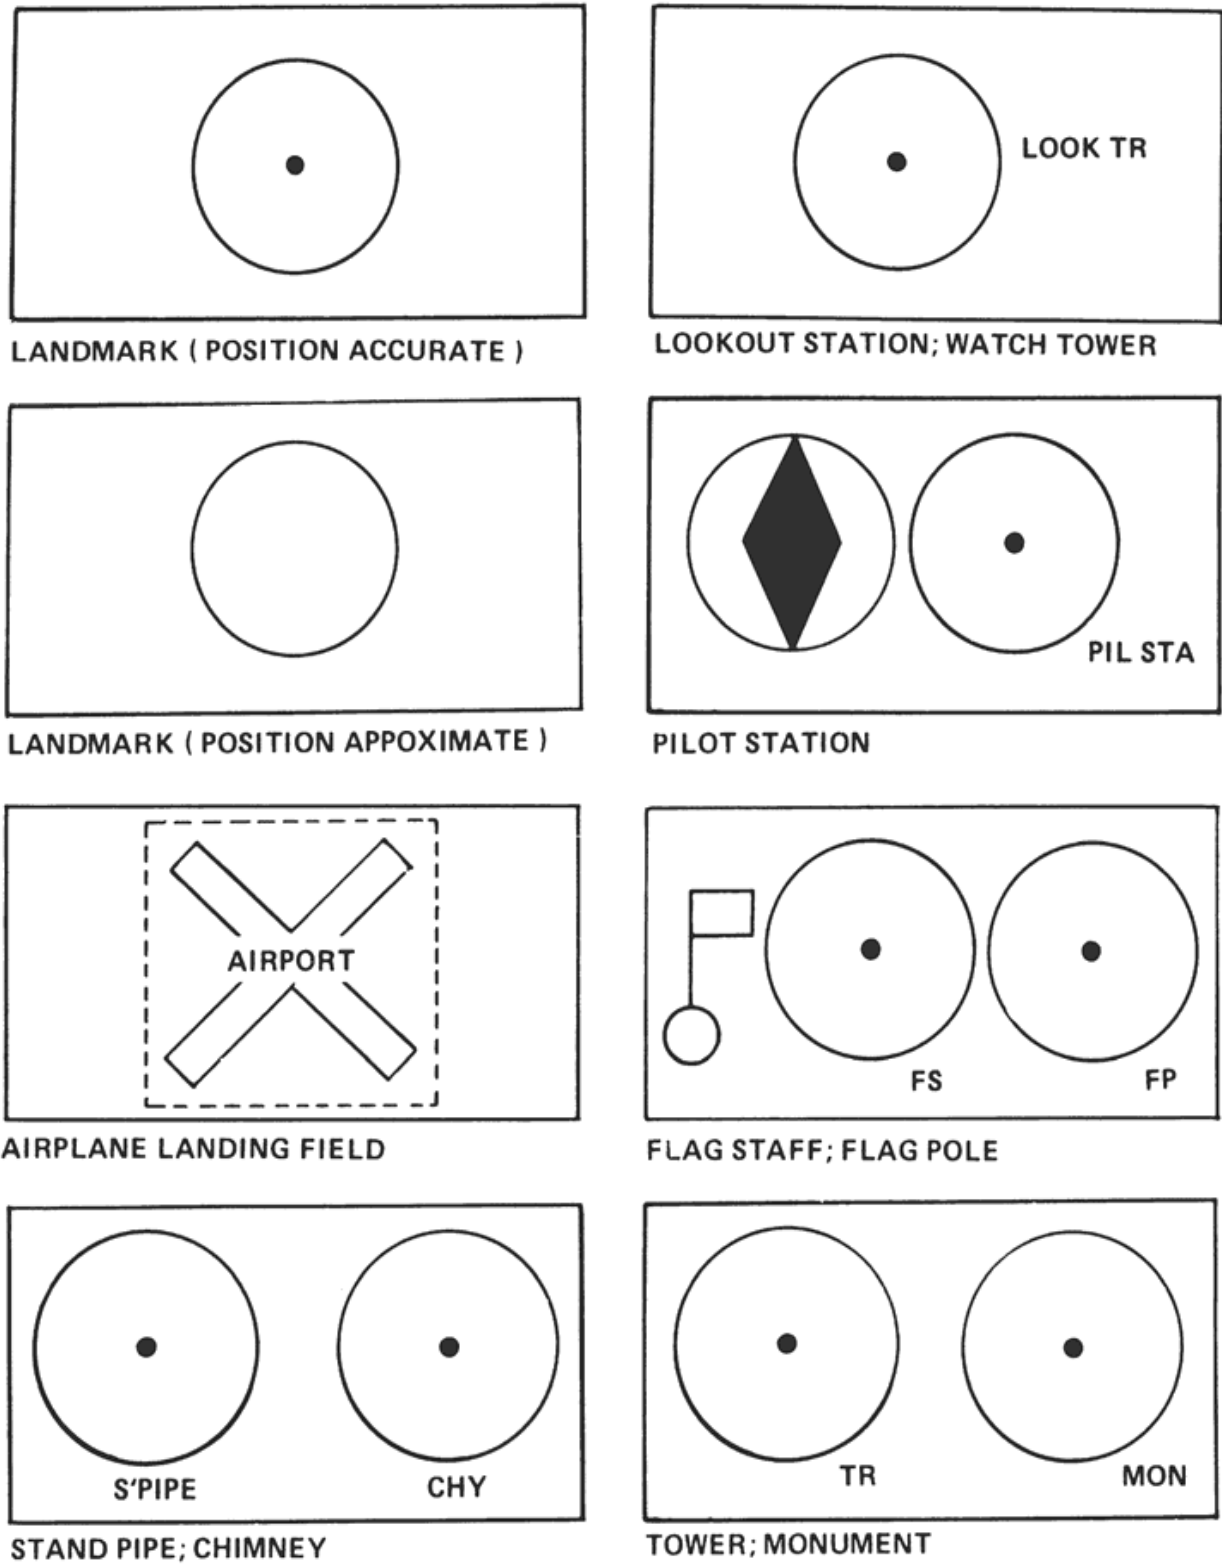 LOOK TR
LANDMARK ( POSITION ACCURATE )
LOOKOUT STATION; WATCH TOWER
PIL STA
LANDMARK ( POSITION APPOXIMATE )
PILOT STATION
AIRPORT
FS
FP
AIRPLANE LANDING FIELD
FLAG STAFF; FLAG POLE
S'PIPE
CHY
TR
MON
STAND PIPE; CHIMNEY
TOWER; MONUMENT